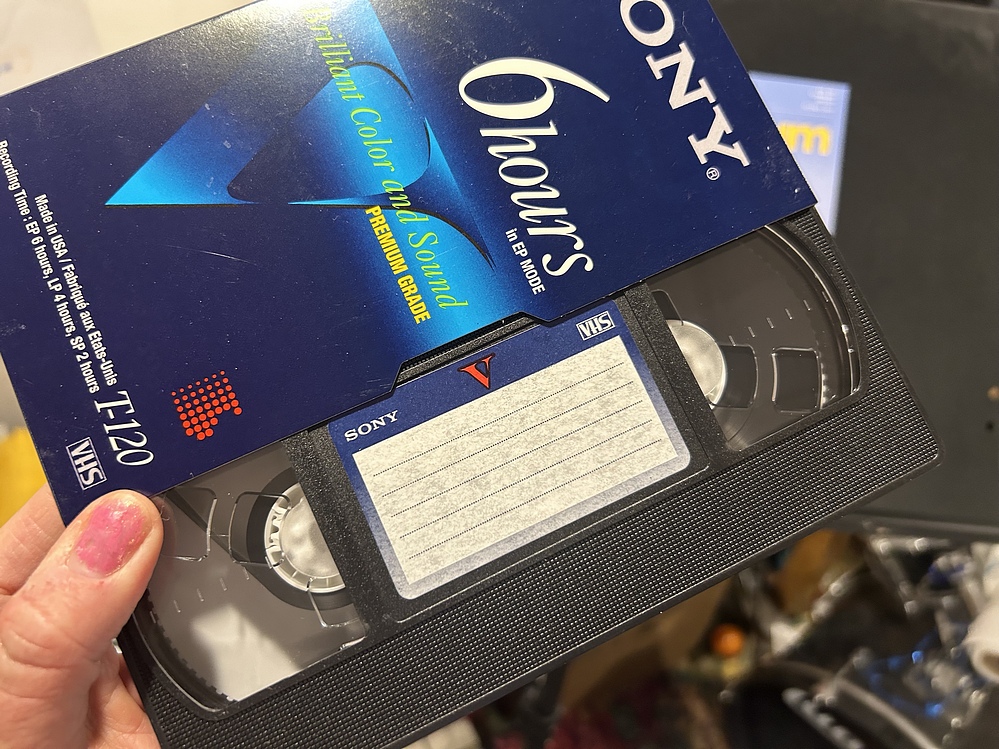 SONY®
6hours
in EP MODE
Brilliant Color and Sound
PREMIUM GRADE
Made in USA / Fabriqué aux Etats-Unis
Recording Time : EP 6 hours, LP 4 hours, SP 2 hours
T-120
VHS
V
VHS
SONY
um